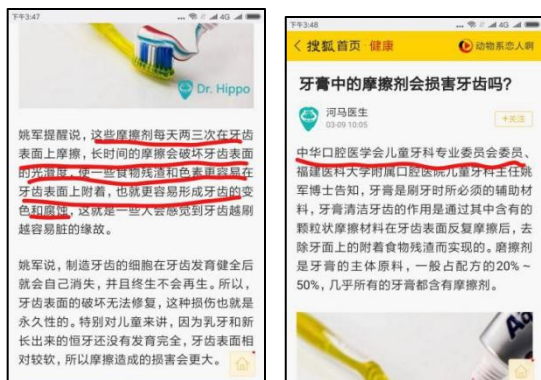 下午3:47
... 4G
Dr. Hippo
姚军提醒说，这些摩擦剂每天两三次在牙齿
表面上摩擦，长时间的摩擦会破坏牙齿表面
的光滑度，使一些食物残渣和色素更容易在
牙齿表面上附着，也就更容易形成牙齿的变
色和腐蚀，这就是一些人会感觉到牙齿越刷
越容易脏的缘故。
姚军说，制造牙齿的细胞在牙齿发育健全后
就会自己消失，并且终生不会再生。所以，
牙齿表面的破坏无法修复，这种损伤也就是
永久性的。特别对儿童来讲，因为乳牙和新
长出来的恒牙还没有发育完全，牙齿表面相
对较软，所以摩擦造成的损害会更大。
下午3:48
... 4G
搜狐首页 健康
动物系恋人啊
牙膏中的摩擦剂会损害牙齿吗?
河马医生
03-09 10:05
+关注
中华口腔医学会儿童牙科专业委员会委员、
福建医科大学附属口腔医院儿童牙科主任姚
军博士告知，牙膏是刷牙时所必须的辅助材
料，牙膏清洁牙齿的作用是通过其中含有的
颗粒状摩擦材料在牙齿表面反复摩擦后，去
除牙面上的附着食物残渣而实现的。磨擦剂
是牙膏的主体原料，一般占配方的20%～
50%，几乎所有的牙膏都含有摩擦剂。